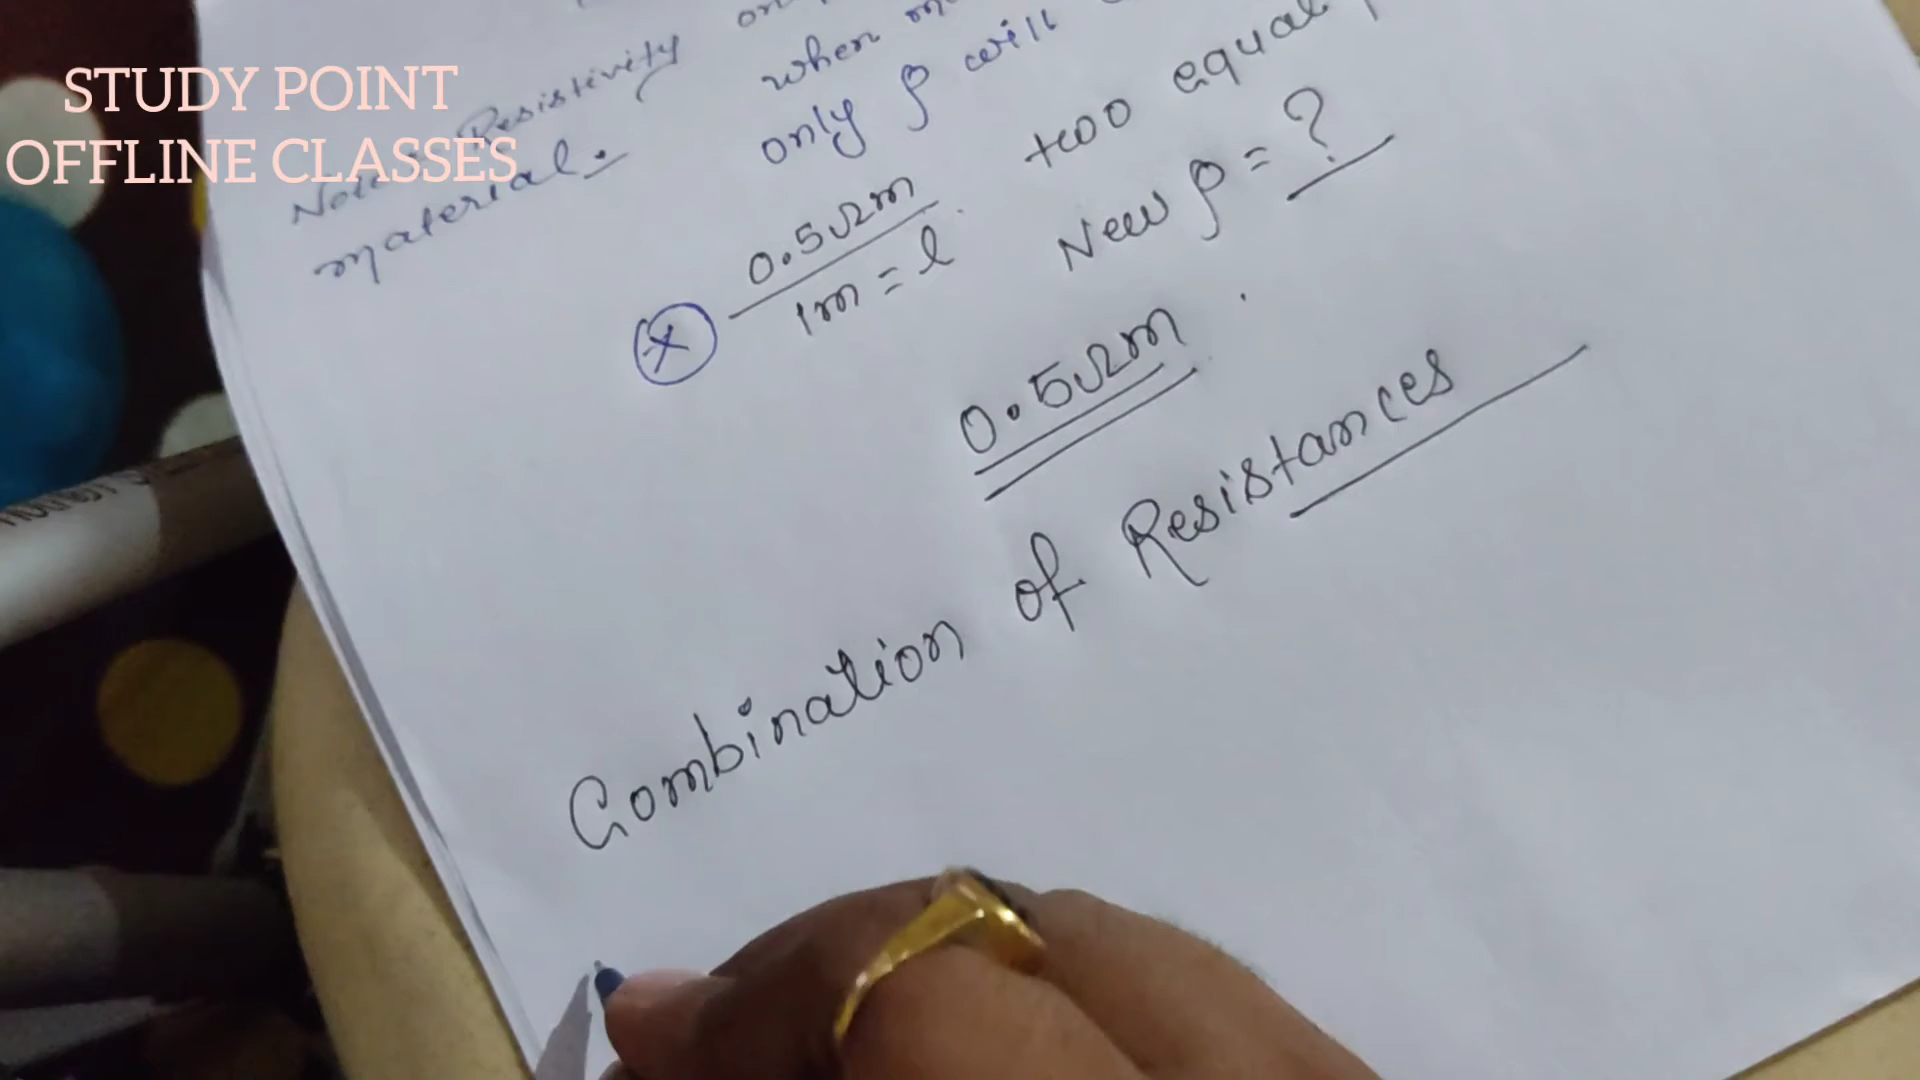 STUDY POINT
OFFLINE CLASSES
Resistivity
material.
when
only ρ will
0.5Ωm
1m = l
two equal
New ρ = ?
0.5Ωm
Combination of Resistances